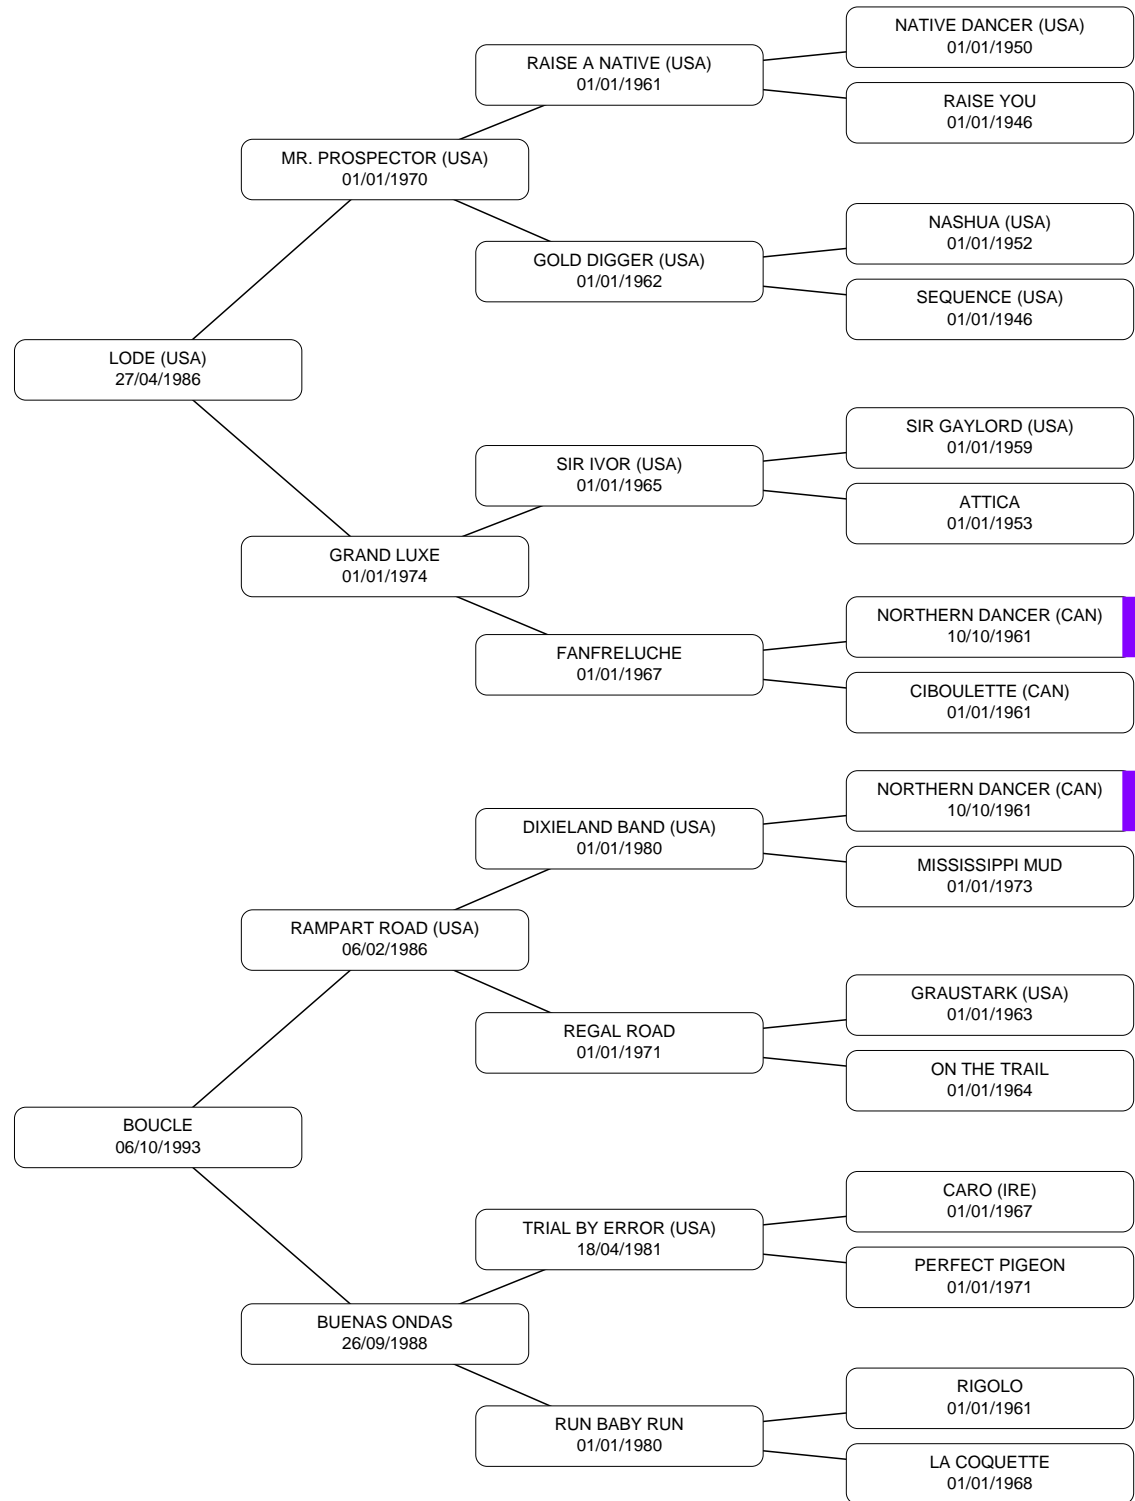 NATIVE DANCER (USA)
01/01/1950
RAISE A NATIVE (USA)
01/01/1961
RAISE YOU
01/01/1946
MR. PROSPECTOR (USA)
01/01/1970
NASHUA (USA)
01/01/1952
GOLD DIGGER (USA)
01/01/1962
SEQUENCE (USA)
01/01/1946
LODE (USA)
27/04/1986
SIR GAYLORD (USA)
01/01/1959
SIR IVOR (USA)
01/01/1965
ATTICA
01/01/1953
GRAND LUXE
01/01/1974
NORTHERN DANCER (CAN)
10/10/1961
FANFRELUCHE
01/01/1967
CIBOULETTE (CAN)
01/01/1961
NORTHERN DANCER (CAN)
10/10/1961
DIXIELAND BAND (USA)
01/01/1980
MISSISSIPPI MUD
01/01/1973
RAMPART ROAD (USA)
06/02/1986
GRAUSTARK (USA)
01/01/1963
REGAL ROAD
01/01/1971
ON THE TRAIL
01/01/1964
BOUCLE
06/10/1993
CARO (IRE)
01/01/1967
TRIAL BY ERROR (USA)
18/04/1981
PERFECT PIGEON
01/01/1971
BUENAS ONDAS
26/09/1988
RIGOLO
01/01/1961
RUN BABY RUN
01/01/1980
LA COQUETTE
01/01/1968